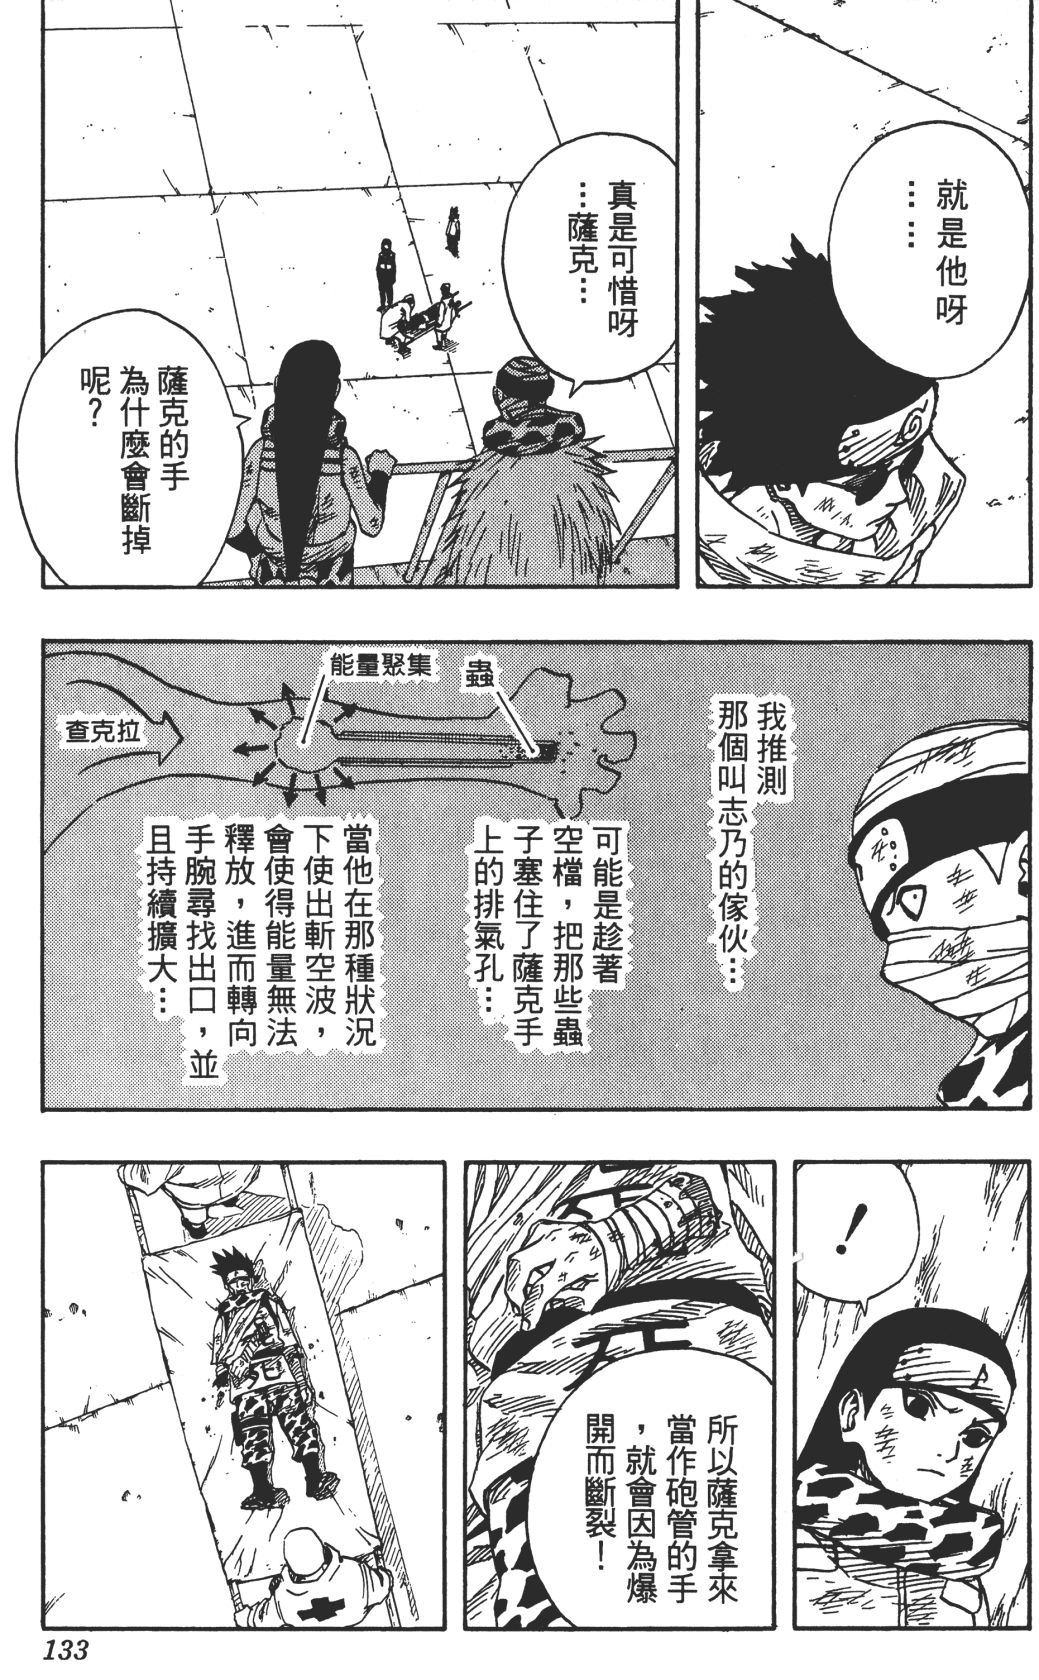 就是他呀
……
真是可惜呀
…薩克…
薩克的手
為什麼會斷掉
呢？
我推測
那個叫志乃的傢伙…
蟲
能量聚集
查克拉
可能是趁著
空檔，把那些蟲
子塞住了薩克手
上的排氣孔…
當他在那種狀況
下使出斬空波，
會使得能量無法
釋放，進而轉向
手腕尋找出口，並
且持續擴大…
！
所以薩克拿來
當作砲管的手
，就會因為爆
開而斷裂！
133